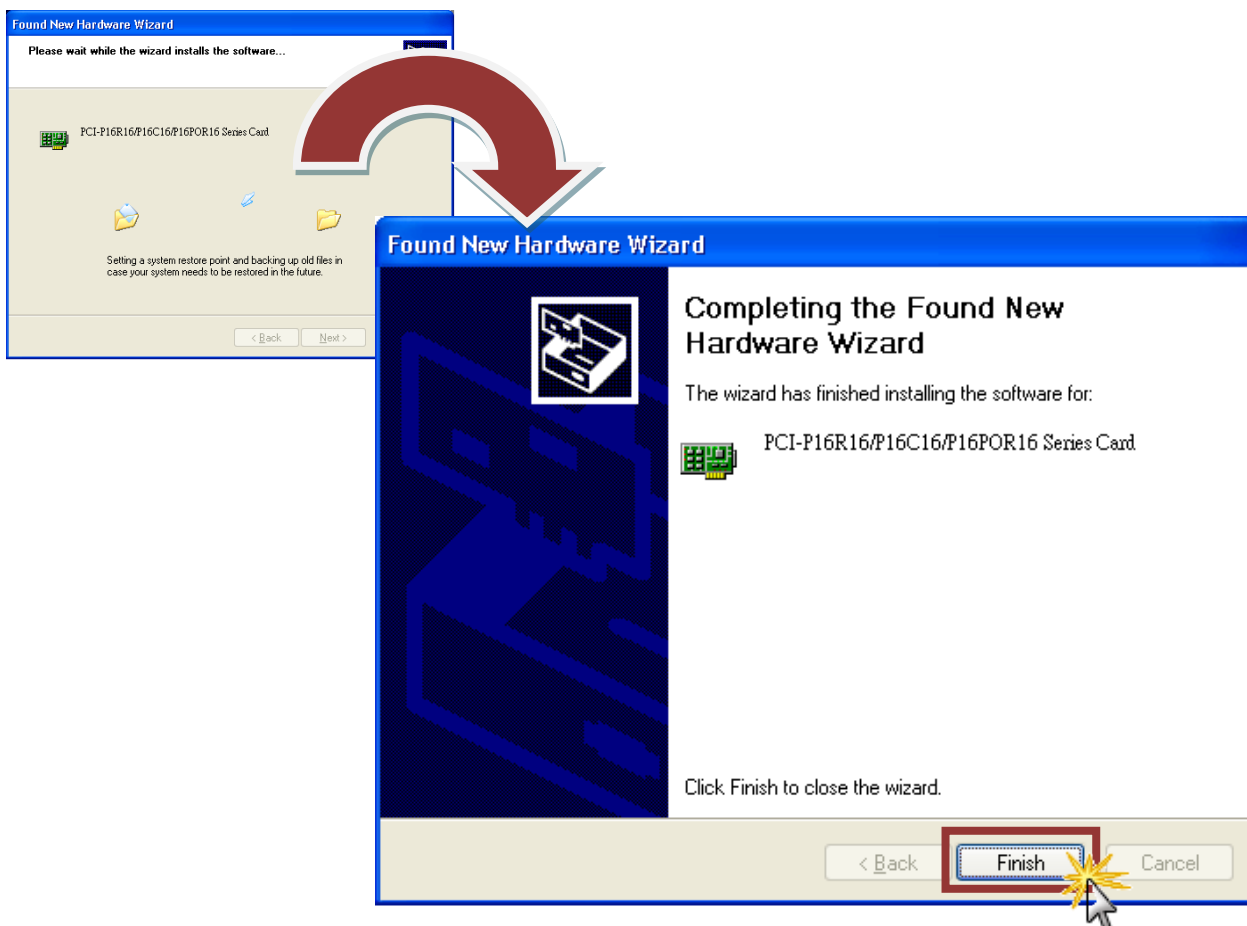 Found New Hardware Wizard
Please wait while the wizard installs the software...
PCI-P16R16/P16C16/P16POR16 Series Card
Setting a system restore point and backing up old files in
case your system needs to be restored in the future.
< Back
Next >
Found New Hardware Wizard
Completing the Found New
Hardware Wizard
The wizard has finished installing the software for:
PCI-P16R16/P16C16/P16POR16 Series Card
Click Finish to close the wizard.
< Back
Finish
Cancel